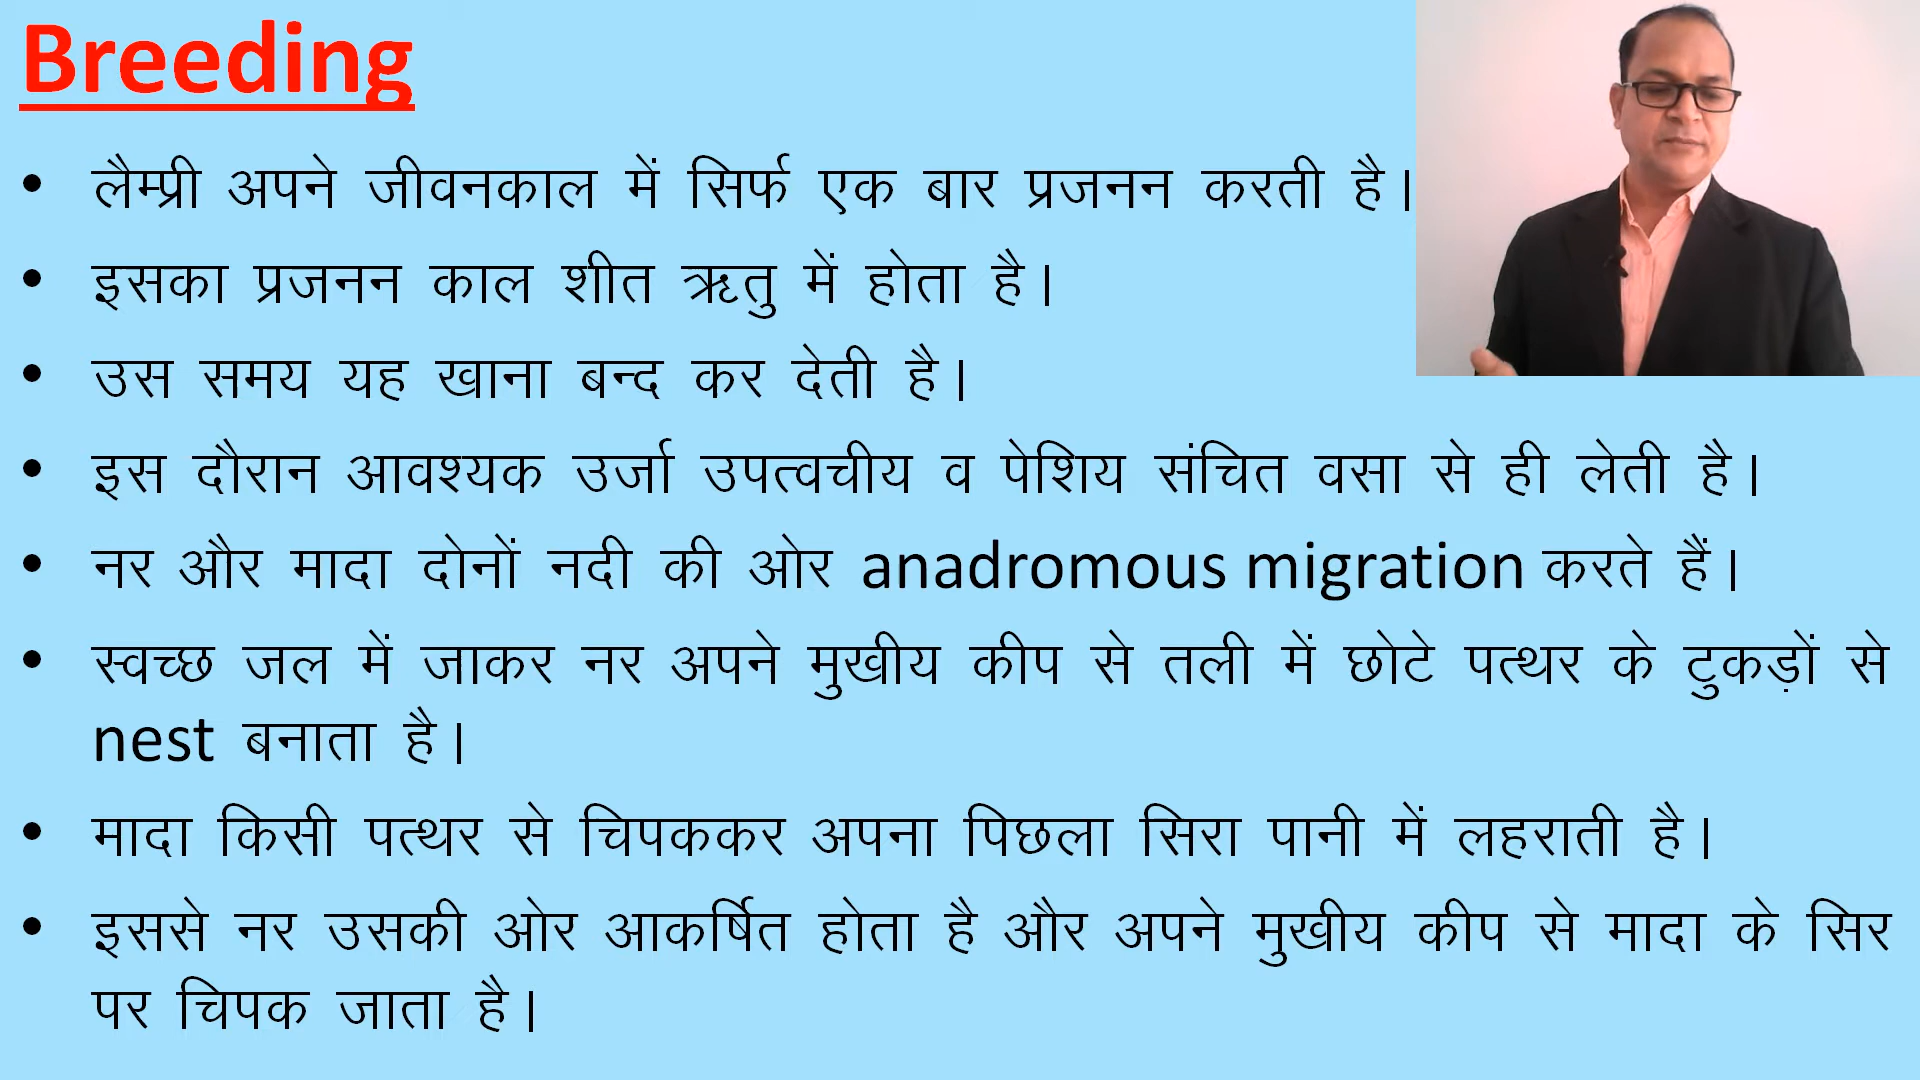 Breeding
• लैम्प्री अपने जीवनकाल में सिर्फ एक बार प्रजनन करती है।
• इसका प्रजनन काल शीत ऋतु में होता है।
• उस समय यह खाना बन्द कर देती है।
• इस दौरान आवश्यक उर्जा उपत्वचीय व पेशिय संचित वसा से ही लेती है।
• नर और मादा दोनों नदी की ओर anadromous migration करते हैं।
• स्वच्छ जल में जाकर नर अपने मुखीय कीप से तली में छोटे पत्थर के टुकड़ों से
nest बनाता है।
• मादा किसी पत्थर से चिपककर अपना पिछला सिरा पानी में लहराती है।
• इससे नर उसकी ओर आकर्षित होता है और अपने मुखीय कीप से मादा के सिर
पर चिपक जाता है।